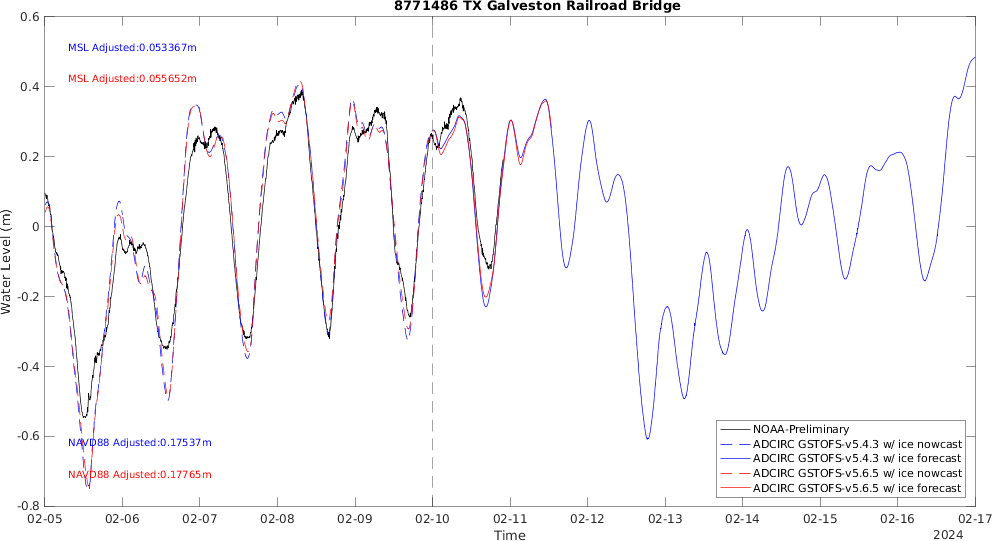 8771486 TX Galveston Railroad Bridge
0.6
0.4
0.2
0
-0.2
-0.4
-0.6
-0.8
Water Level (m)
MSL Adjusted:0.053367m
MSL Adjusted:0.055652m
NAVD88 Adjusted:0.17537m
NAVD88 Adjusted:0.17765m
NOAA-Preliminary
ADCIRC GSTOFS-v5.4.3 w/ ice nowcast
ADCIRC GSTOFS-v5.4.3 w/ ice forecast
ADCIRC GSTOFS-v5.6.5 w/ ice nowcast
ADCIRC GSTOFS-v5.6.5 w/ ice forecast
02-05 02-06 02-07 02-08 02-09 02-10 02-11 02-12 02-13 02-14 02-15 02-16 02-17
Time
2024